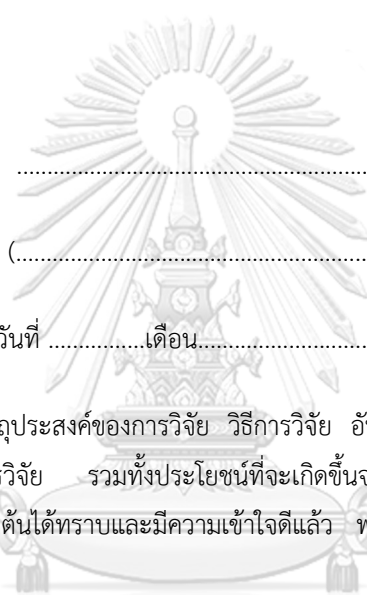 ....................................................................
(..................................................................
วันที่ .................เดือน..............................
ถุประสงค์ของการวิจัย วิธีการวิจัย
รวิจัย รวมทั้งประโยชน์ที่จะเกิดขึ้นจ
ต้นได้ทราบและมีความเข้าใจดีแล้ว